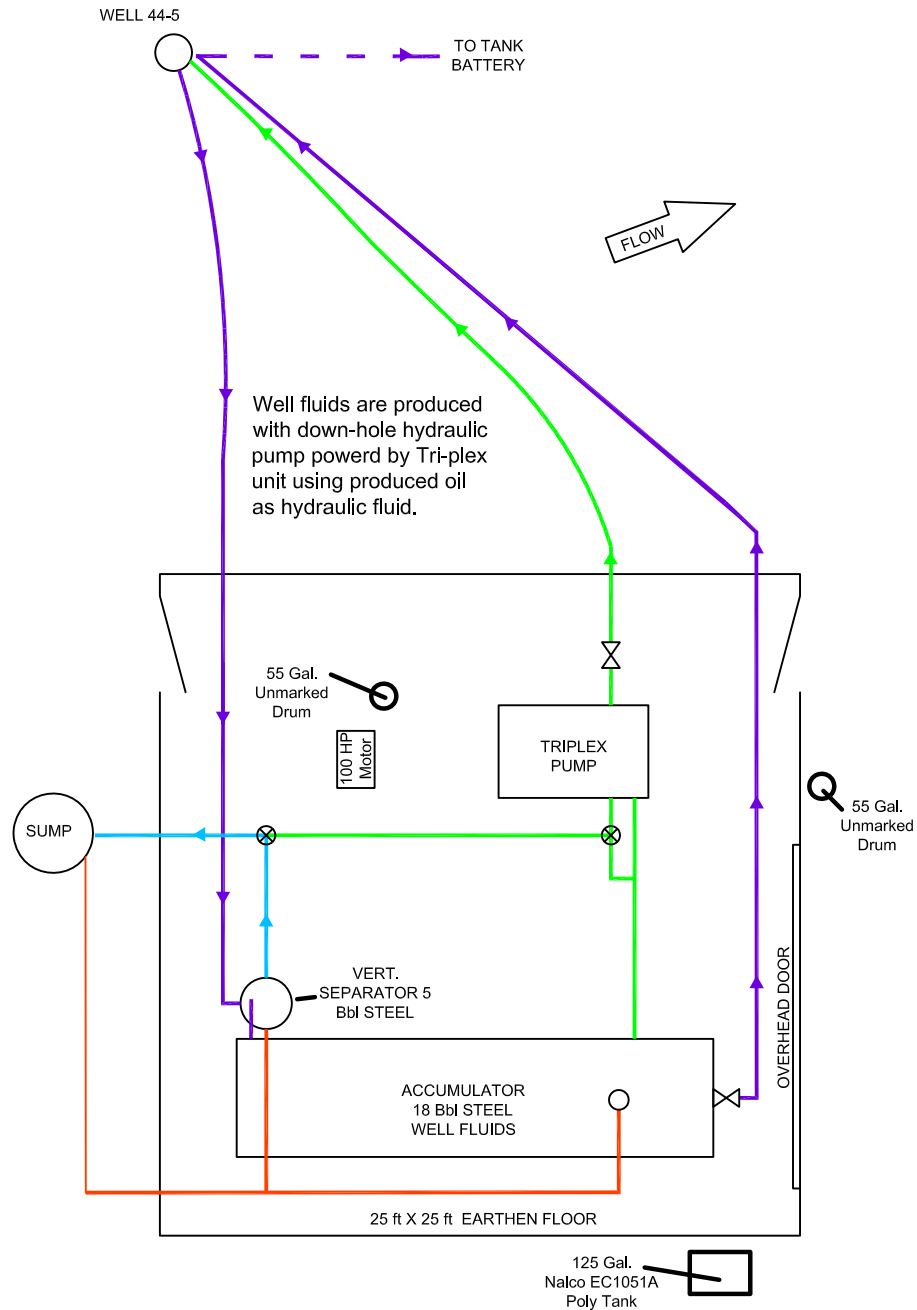 WELL 44-5
TO TANK
BATTERY
FLOW
Well fluids are produced
with down-hole hydraulic
pump powerd by Tri-plex
unit using produced oil
as hydraulic fluid.
55 Gal.
Unmarked
Drum
100 HP
Motor
TRIPLEX
PUMP
55 Gal.
Unmarked
Drum
SUMP
VERT.
SEPARATOR 5
Bbl STEEL
OVERHEAD DOOR
ACCUMULATOR
18 Bbl STEEL
WELL FLUIDS
25 ft X 25 ft EARTHEN FLOOR
125 Gal.
Nalco EC1051A
Poly Tank